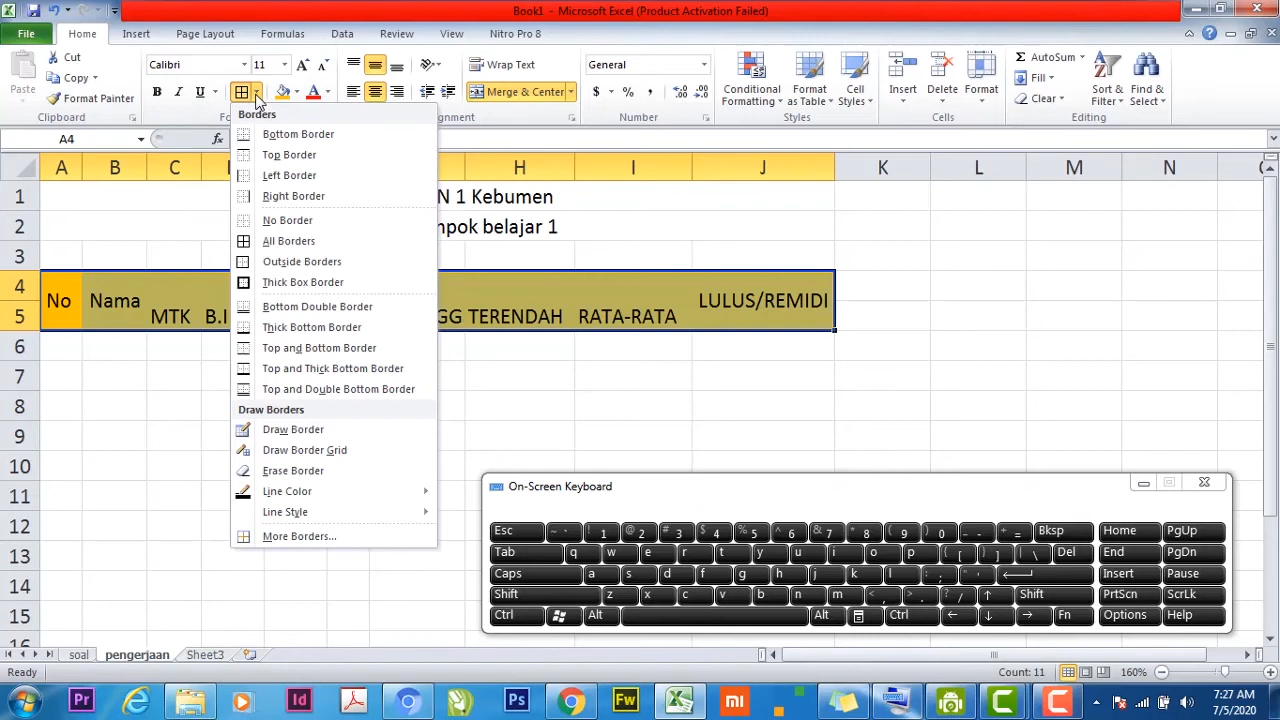 Book1 - Microsoft Excel (Product Activation Failed)
File Home Insert Page Layout Formulas Data Review View Nitro Pro 8
Paste
Cut
Copy
Format Painter
Clipboard
Calibri 11
B I U
Wrap Text
Merge & Center
General
$ % ,
Number
Conditional Formatting
Format as Table
Cell Styles
Styles
Insert
Delete
Format
Cells
AutoSum
Fill
Clear
Sort & Filter
Find & Select
Editing
A4
fx
Borders
Bottom Border
Top Border
Left Border
Right Border
No Border
All Borders
Outside Borders
Thick Box Border
Bottom Double Border
Thick Bottom Border
Top and Bottom Border
Top and Thick Bottom Border
Top and Double Bottom Border
Draw Borders
Draw Border
Draw Border Grid
Erase Border
Line Color
Line Style
More Borders...
A B C H I J K L M N
1 N 1 Kebumen
2 belajar 1
3
4 No Nama LULUS/REMIDI
5 MTK B.I GG TERENDAH RATA-RATA
6
7
8
9
10
11
12
13
14
15
On-Screen Keyboard
Esc ~ ` ! 1 @ 2 # 3 $ 4 % 5 ^ 6 & 7 * 8 ( 9 ) 0 _ - + = Bksp Home PgUp
Tab q w e r t y u i o p { [ } ] | \ Del End PgDn
Caps a s d f g h j k l : ; " ' Insert Pause
Shift z x c v b n m < , > . ? / ↑ Shift PrtScn ScrLk
Ctrl Alt Alt Ctrl ← ↓ → Fn Options Help
soal pengerjaan Sheet3
Ready Count: 11 160%
Pr Id Ps Fw
7:27 AM
7/5/2020